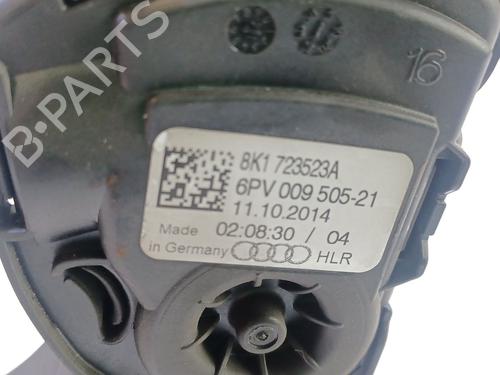 16
8K1 723523A
6PV 009 505-21
11.10.2014
Made 02:08:30 / 04
in Germany HLR
B-PARTS